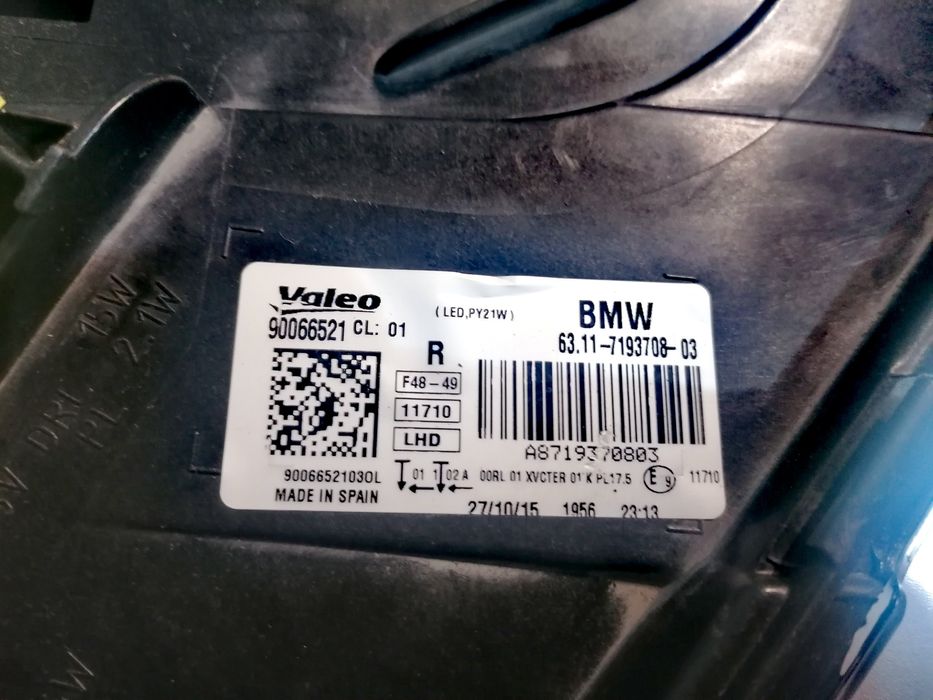 Valeo
90066521 CL: 01
(LED,PY21W)
BMW
63.11-7193708-03
R
F48-49
11710
LHD
A8719370803
90066521030L
MADE IN SPAIN
01 02 A 00RL 01 XVCTER 01 K PL17.5 E9 11710
27/10/15 1956 23:13
15W
2.1W
DRL
PL
W